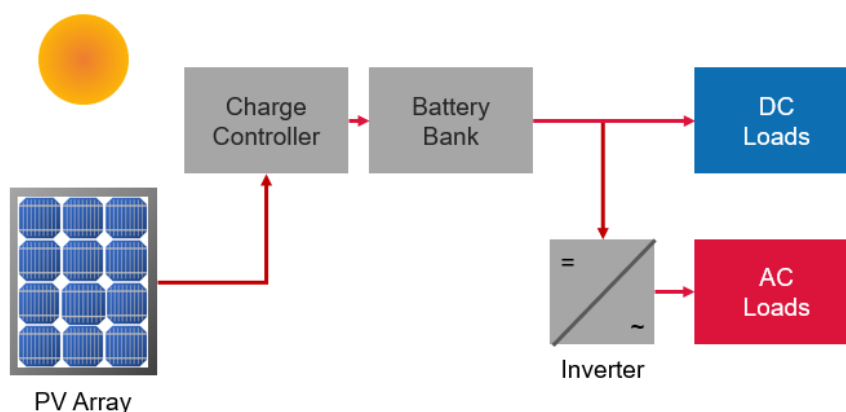 Charge
Controller
Battery
Bank
DC
Loads
=
~
AC
Loads
Inverter
PV Array